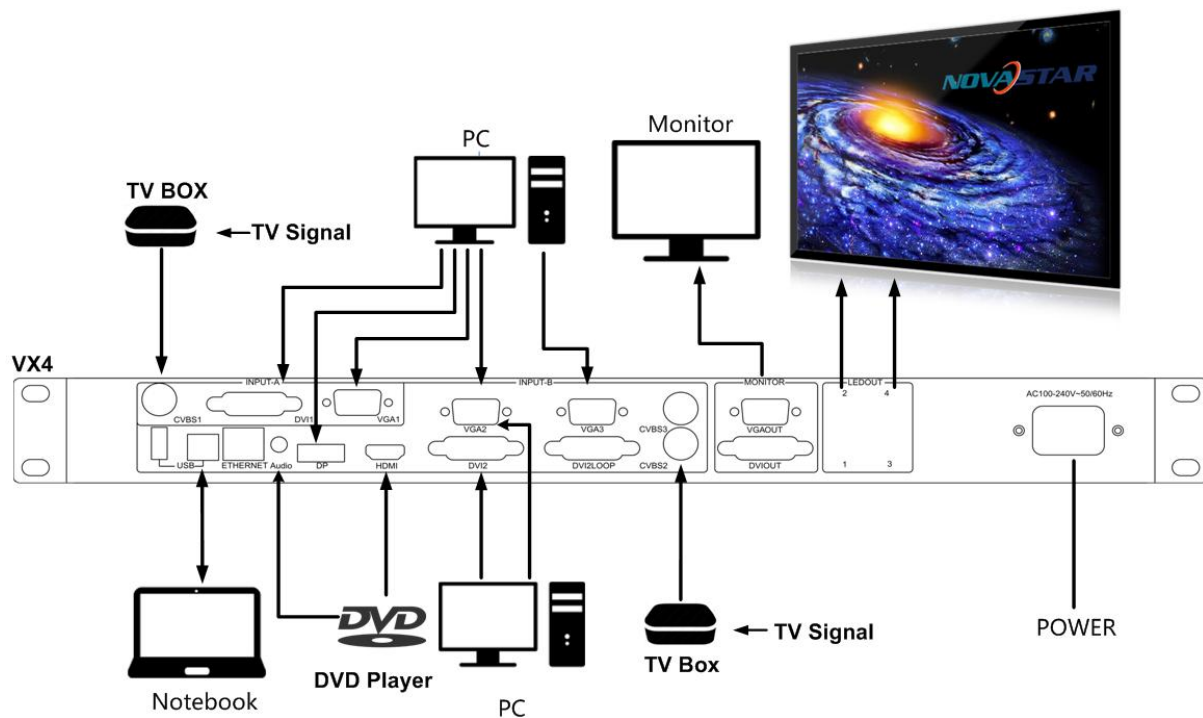 NOVASTAR
PC
Monitor
TV BOX
TV Signal
VX4
INPUT-A
INPUT-B
MONITOR
LEDOUT
AC100-240V~50/60Hz
2
4
CVBS1
DVI1
VGA1
VGA2
VGA3
CVBS3
VGAOUT
USB
ETHERNET
Audio
DP
HDMI
DVI2
DVI2LOOP
CVBS2
DVIOUT
1
3
Notebook
DVD
DVD Player
PC
TV Box
TV Signal
POWER